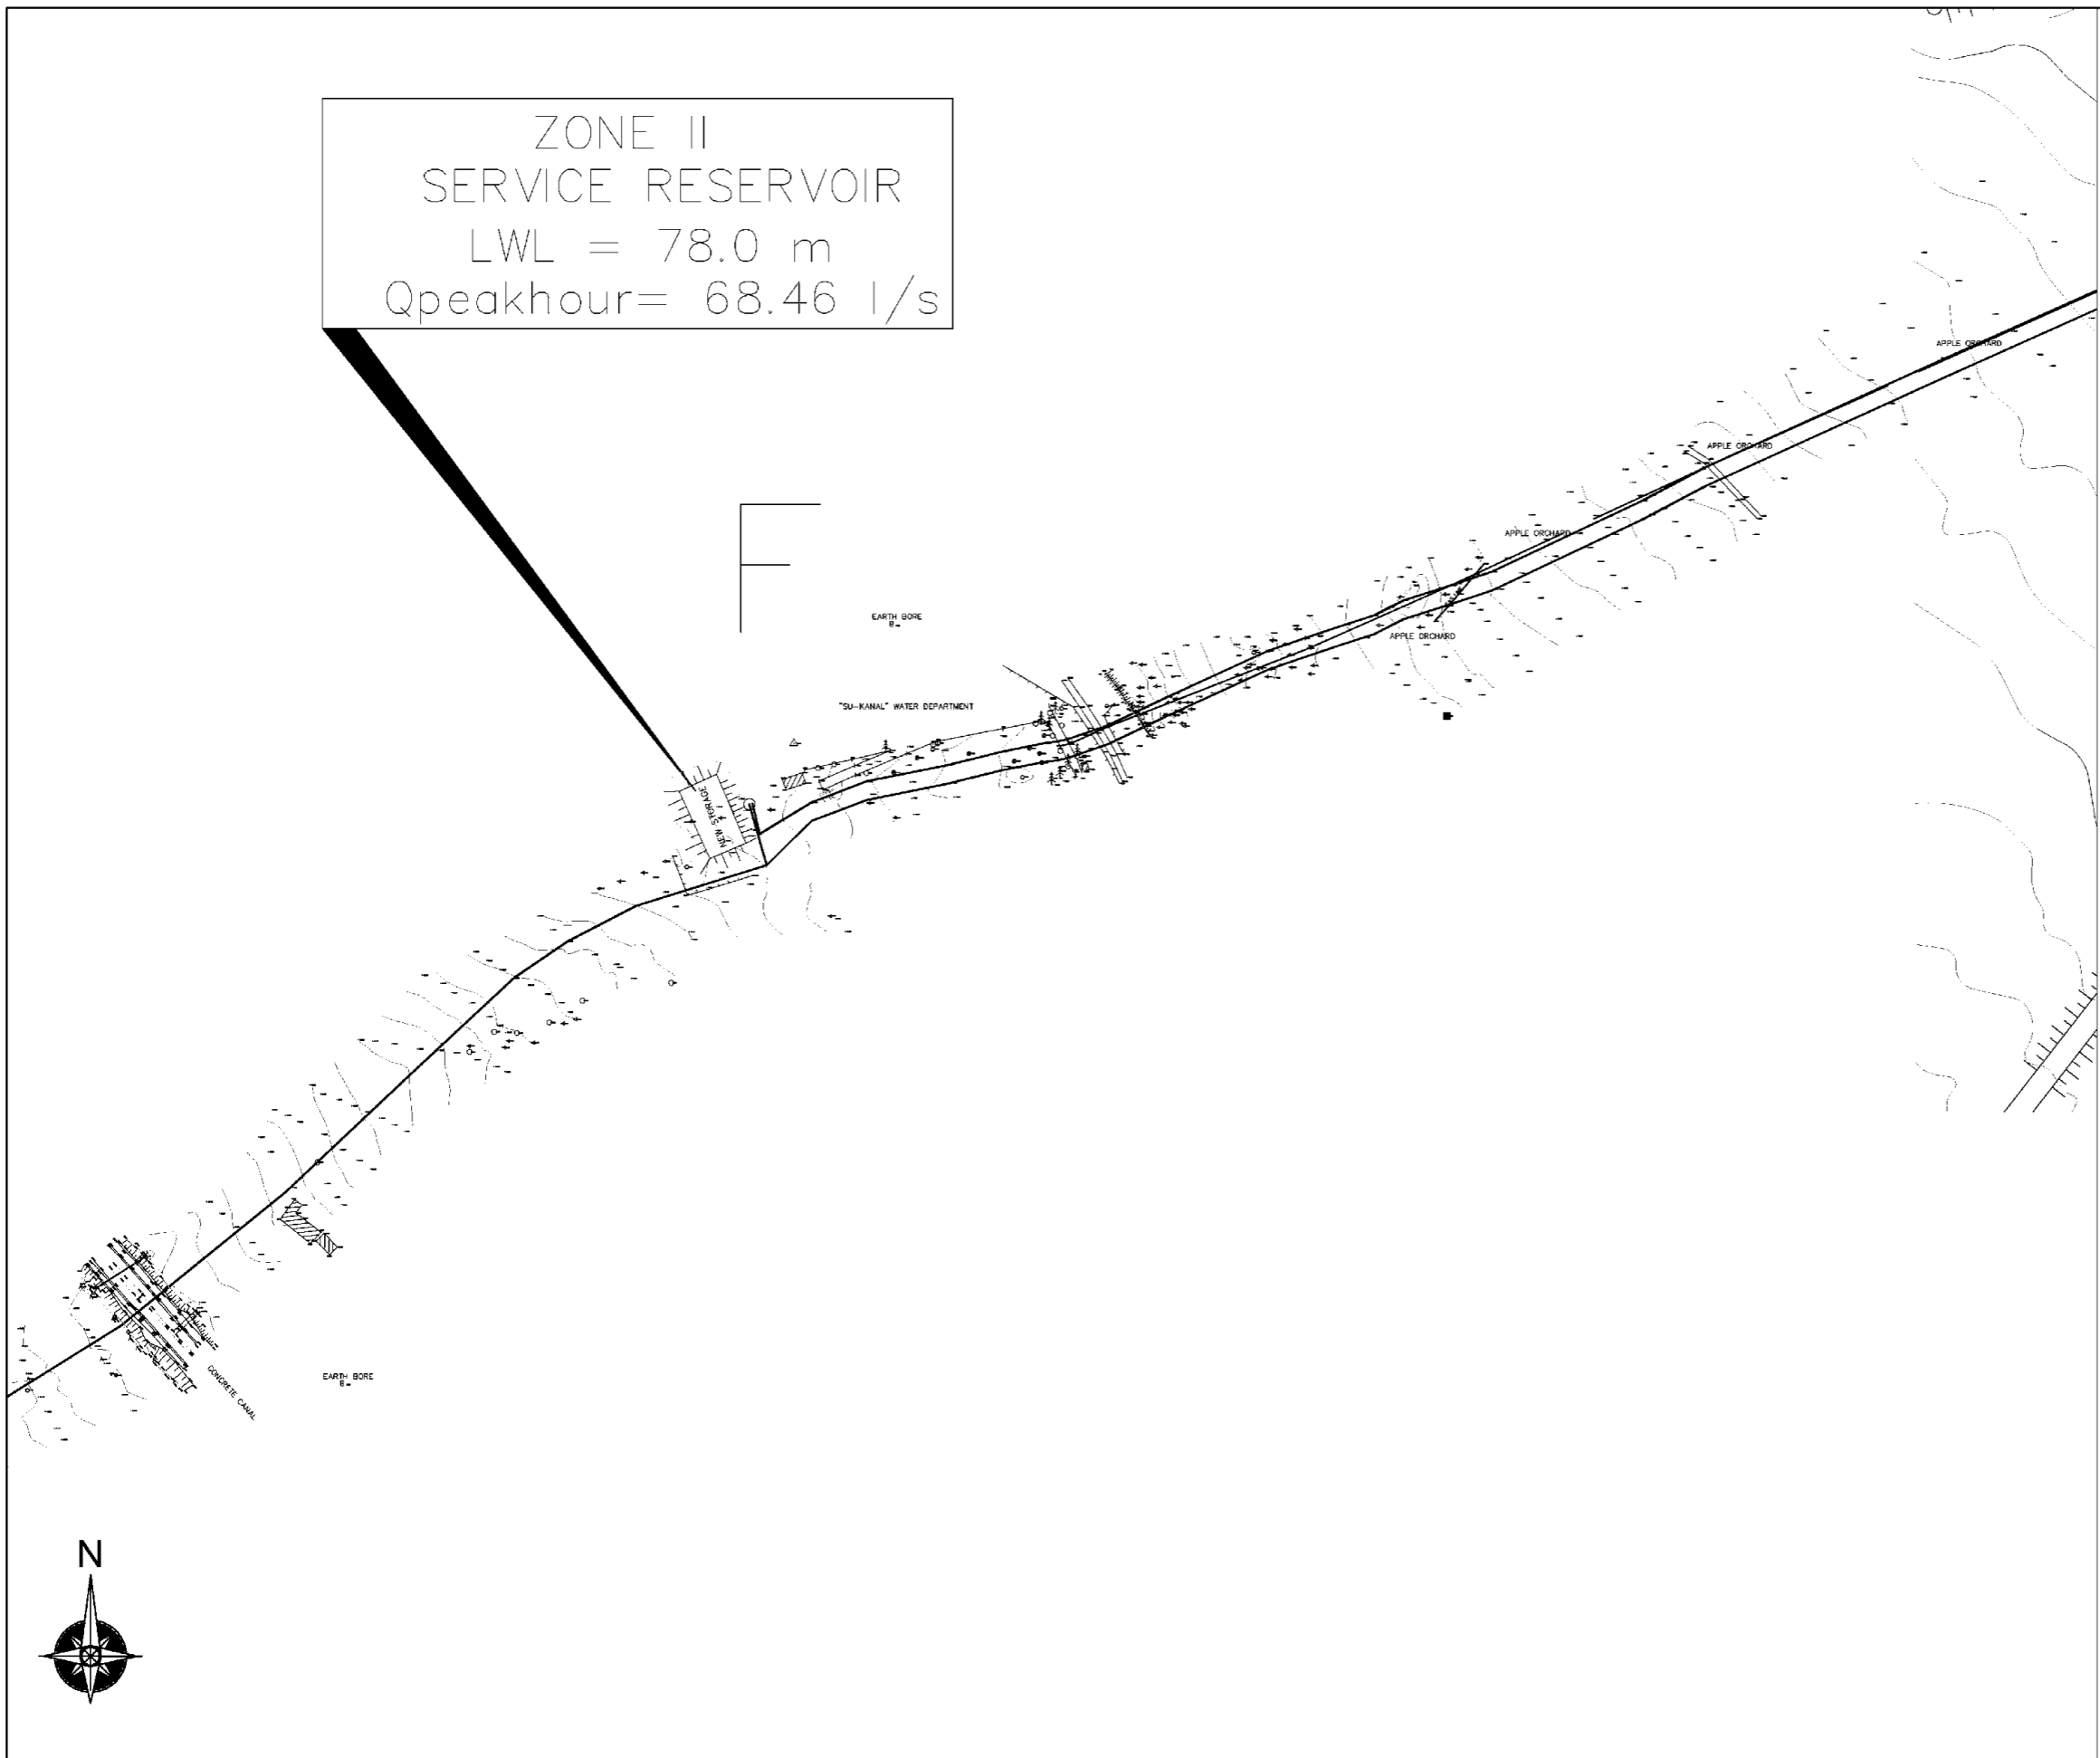 ZONE II
SERVICE RESERVOIR
LWL = 78.0 m
Qpeakhour= 68.46 l/s
APPLE ORCHARD
APPLE ORCHARD
F
APPLE ORCHARD
EARTH BORE
APPLE ORCHARD
"SU-KANAL" WATER DEPARTMENT
NEW STORAGE
CONCRETE CANAL
EARTH BORE
N